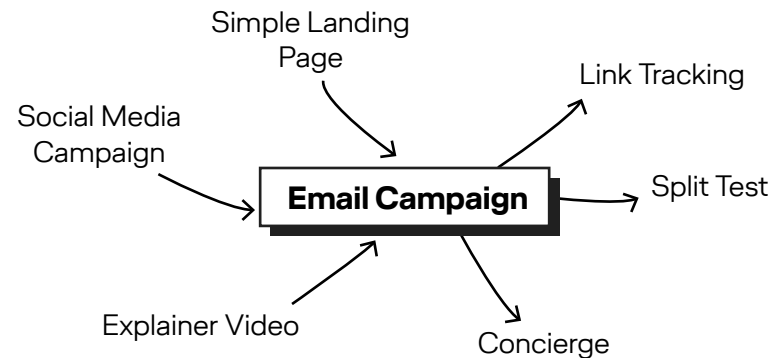 Simple Landing
Page
Link Tracking
Social Media
Campaign
Email Campaign
Split Test
Explainer Video
Concierge